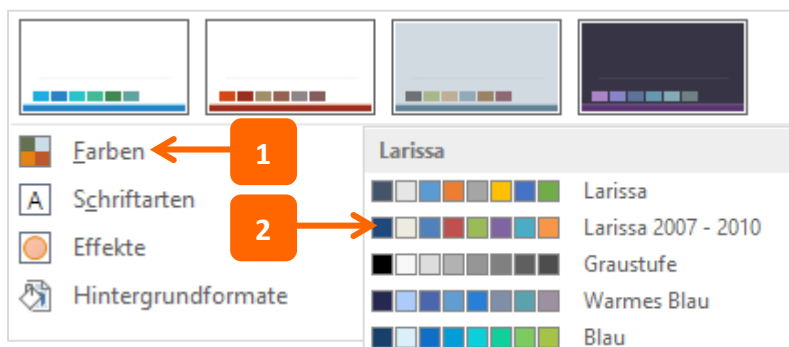 Farben
1
Schriftarten
2
Effekte
Hintergrundformate
A
Larissa
Larissa
Larissa 2007 - 2010
Graustufe
Warmes Blau
Blau